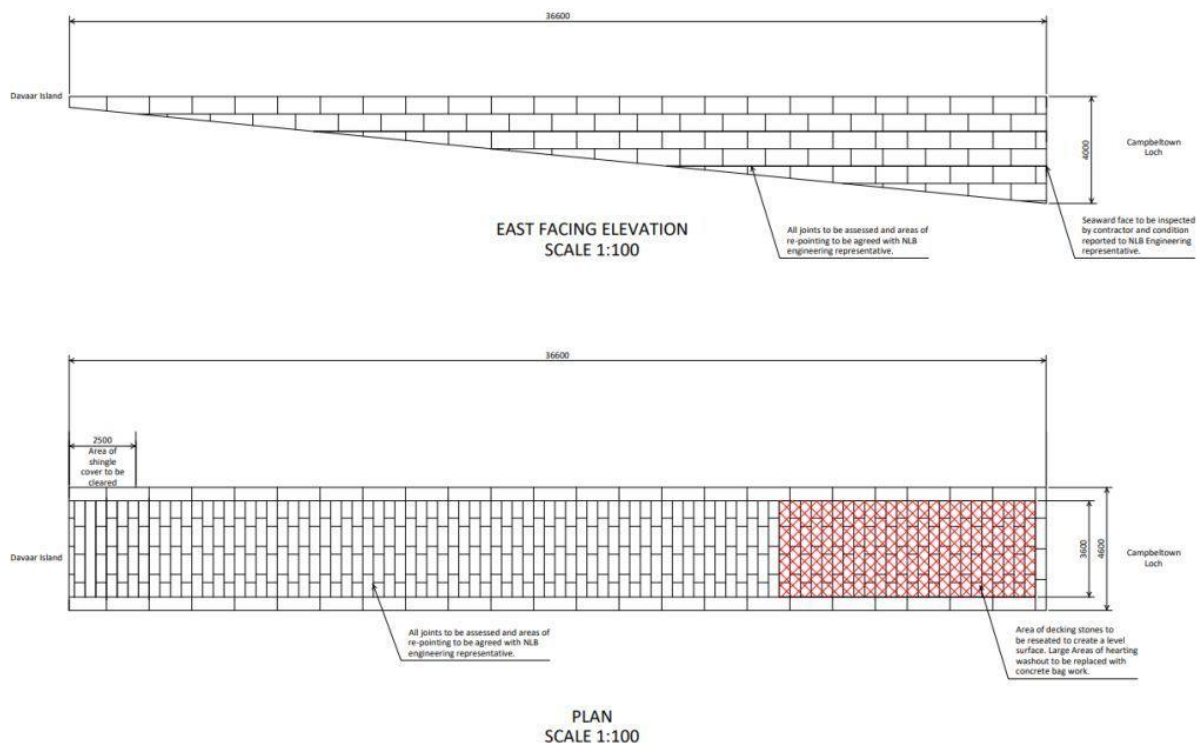 36600
Davaar Island
4000
Campbeltown
Loch
EAST FACING ELEVATION
SCALE 1:100
All joints to be assessed and areas of
re-pointing to be agreed with NLB
engineering representative.
Seaward face to be inspected
by contractor and condition
reported to NLB Engineering
representative.
36600
2500
Area of
shingle
cover to be
cleared
Davaar Island
3600
4600
Campbeltown
Loch
All joints to be assessed and areas of
re-pointing to be agreed with NLB
engineering representative.
Area of decking stones to
be reseated to create a level
surface. Large Areas of hearting
washout to be replaced with
concrete bag work.
PLAN
SCALE 1:100